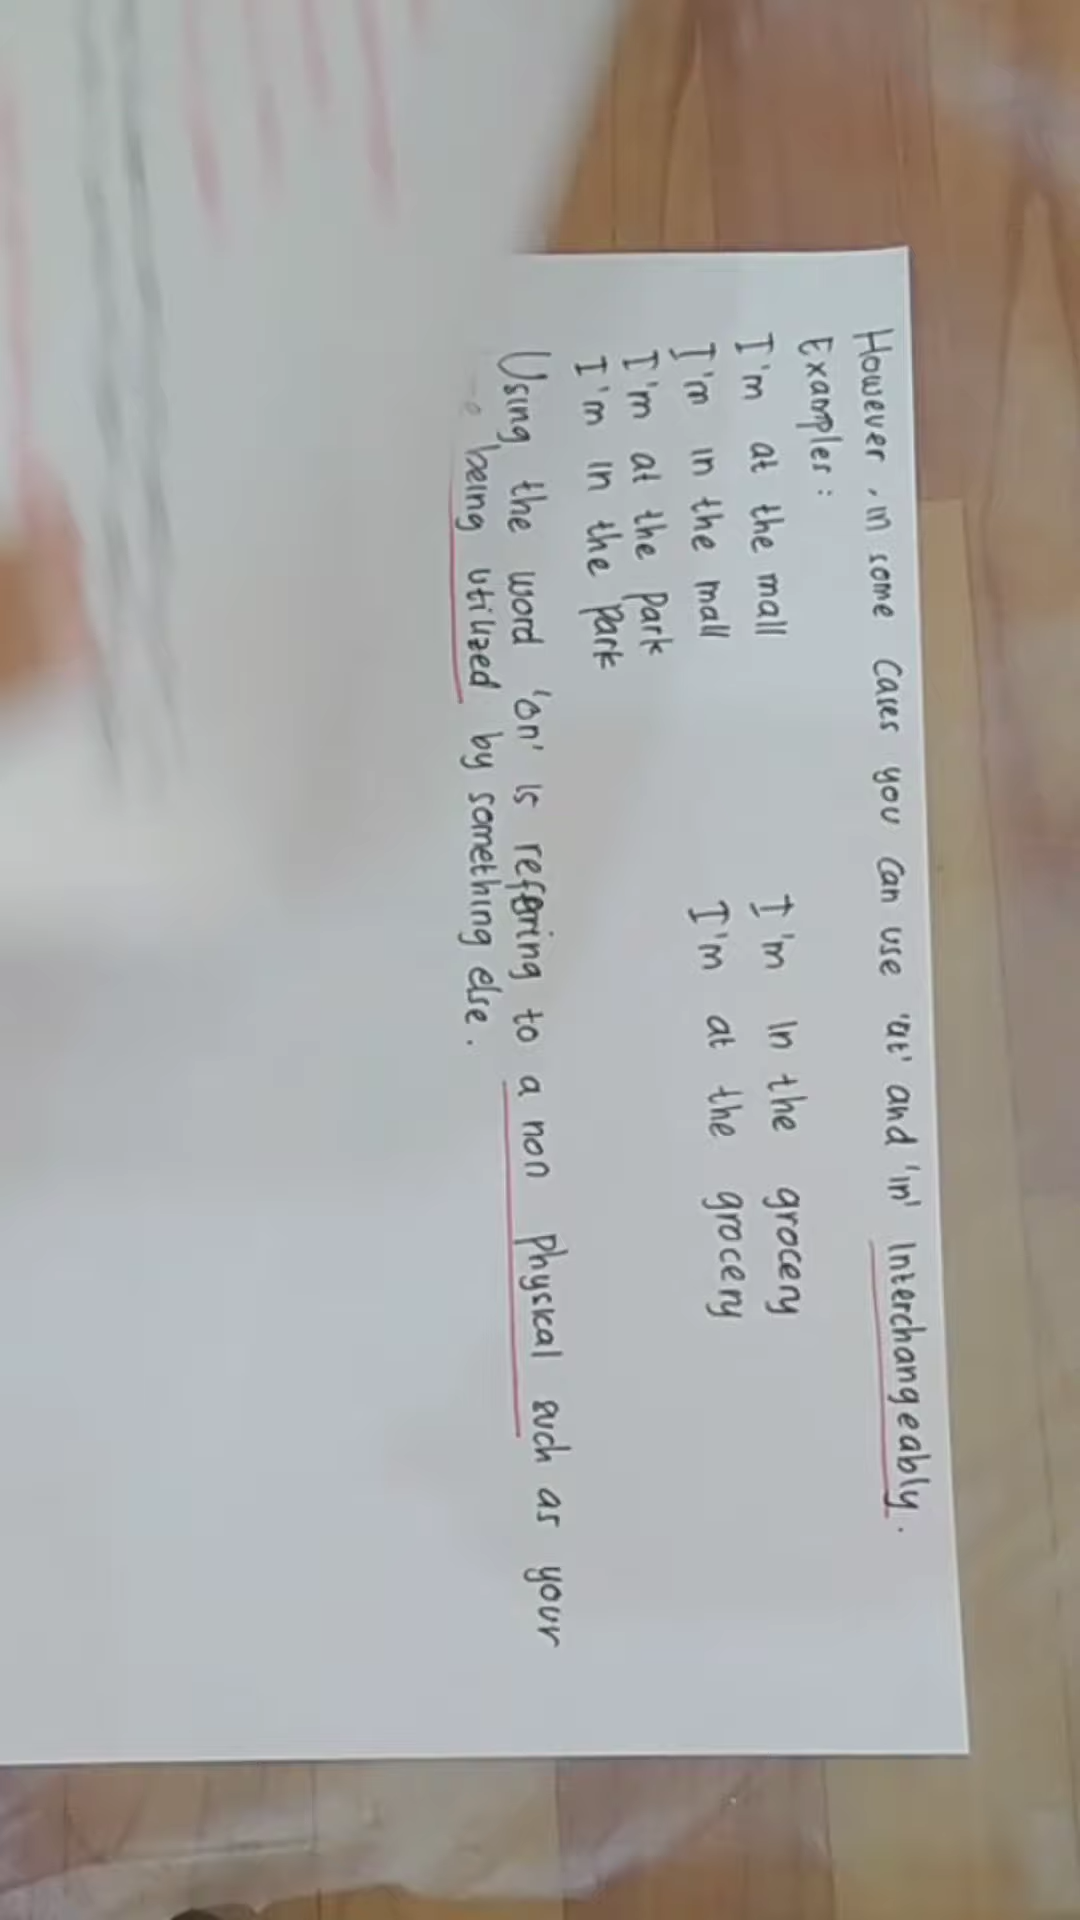 However, in some cases you can use 'at' and 'in' interchangeably.
Examples:
I'm at the mall
I'm in the mall
I'm at the park
I'm in the park
I'm in the grocery
I'm at the grocery
Using the word 'on' is refering to a non physical such as your
being utilized by something else.